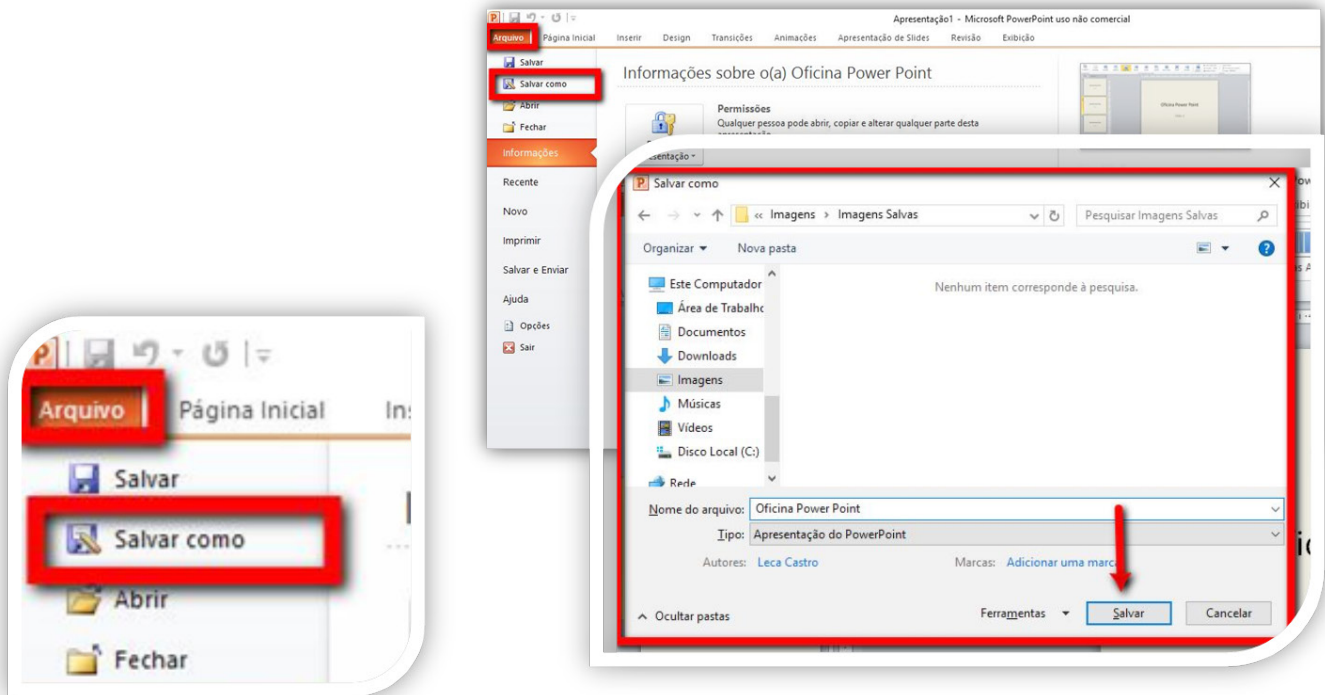 Apresentação1 - Microsoft PowerPoint uso não comercial
Arquivo Página Inicial Inserir Design Transições Animações Apresentação de Slides Revisão Exibição
Salvar
Salvar como
Abrir
Fechar
Informações
Recente
Novo
Imprimir
Salvar e Enviar
Ajuda
Opções
Sair
Informações sobre o(a) Oficina Power Point
Permissões
Qualquer pessoa pode abrir, copiar e alterar qualquer parte desta
Oficina Power Point
Salvar como
« Imagens › Imagens Salvas
Pesquisar Imagens Salvas
Organizar Nova pasta
Este Computador
Área de Trabalho
Documentos
Downloads
Imagens
Músicas
Vídeos
Disco Local (C:)
Rede
Nenhum item corresponde à pesquisa.
Nome do arquivo: Oficina Power Point
Tipo: Apresentação do PowerPoint
Autores: Leca Castro Marcas: Adicionar uma marca
Ocultar pastas Ferramentas Salvar Cancelar
Arquivo Página Inicial
Salvar
Salvar como
Abrir
Fechar